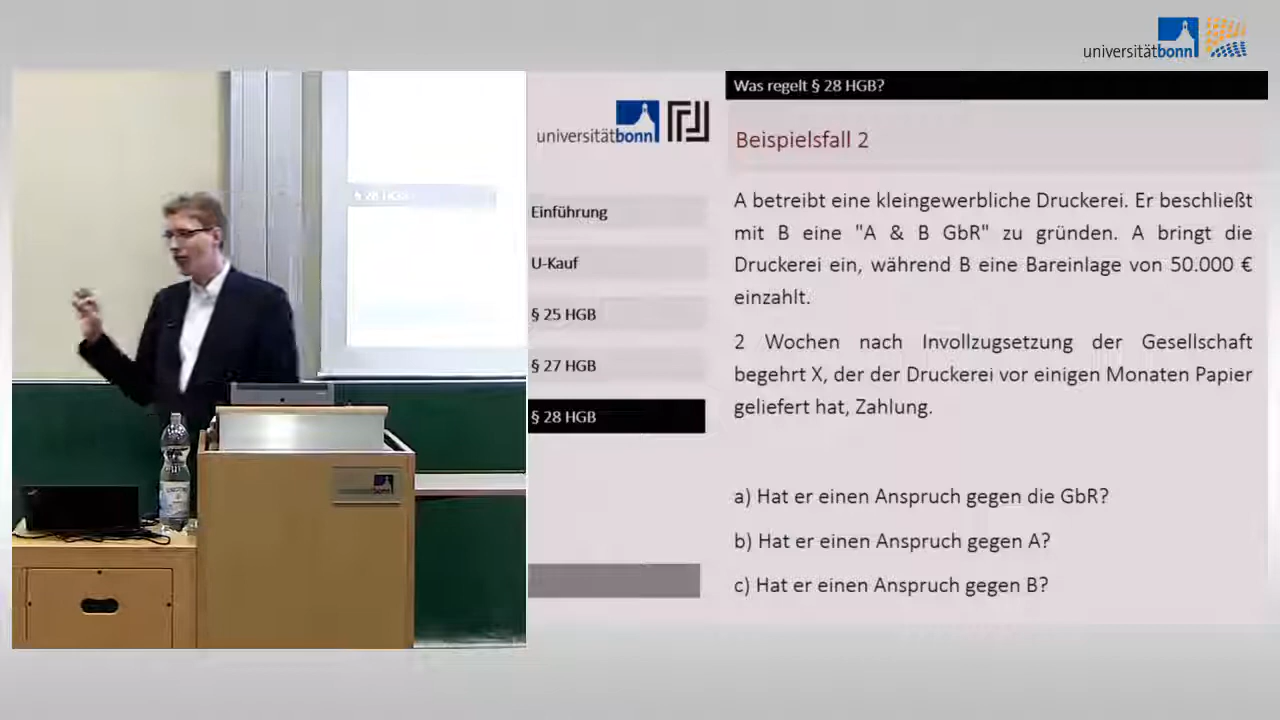 universitätbonn
Was regelt § 28 HGB?
universitätbonn
Beispielsfall 2
A betreibt eine kleingewerbliche Druckerei. Er beschließt
mit B eine "A & B GbR" zu gründen. A bringt die
Druckerei ein, während B eine Bareinlage von 50.000 €
einzahlt.
2 Wochen nach Invollzugsetzung der Gesellschaft
begehrt X, der der Druckerei vor einigen Monaten Papier
geliefert hat, Zahlung.
a) Hat er einen Anspruch gegen die GbR?
b) Hat er einen Anspruch gegen A?
c) Hat er einen Anspruch gegen B?
Einführung
U-Kauf
§ 25 HGB
§ 27 HGB
§ 28 HGB
§ 28 HGB